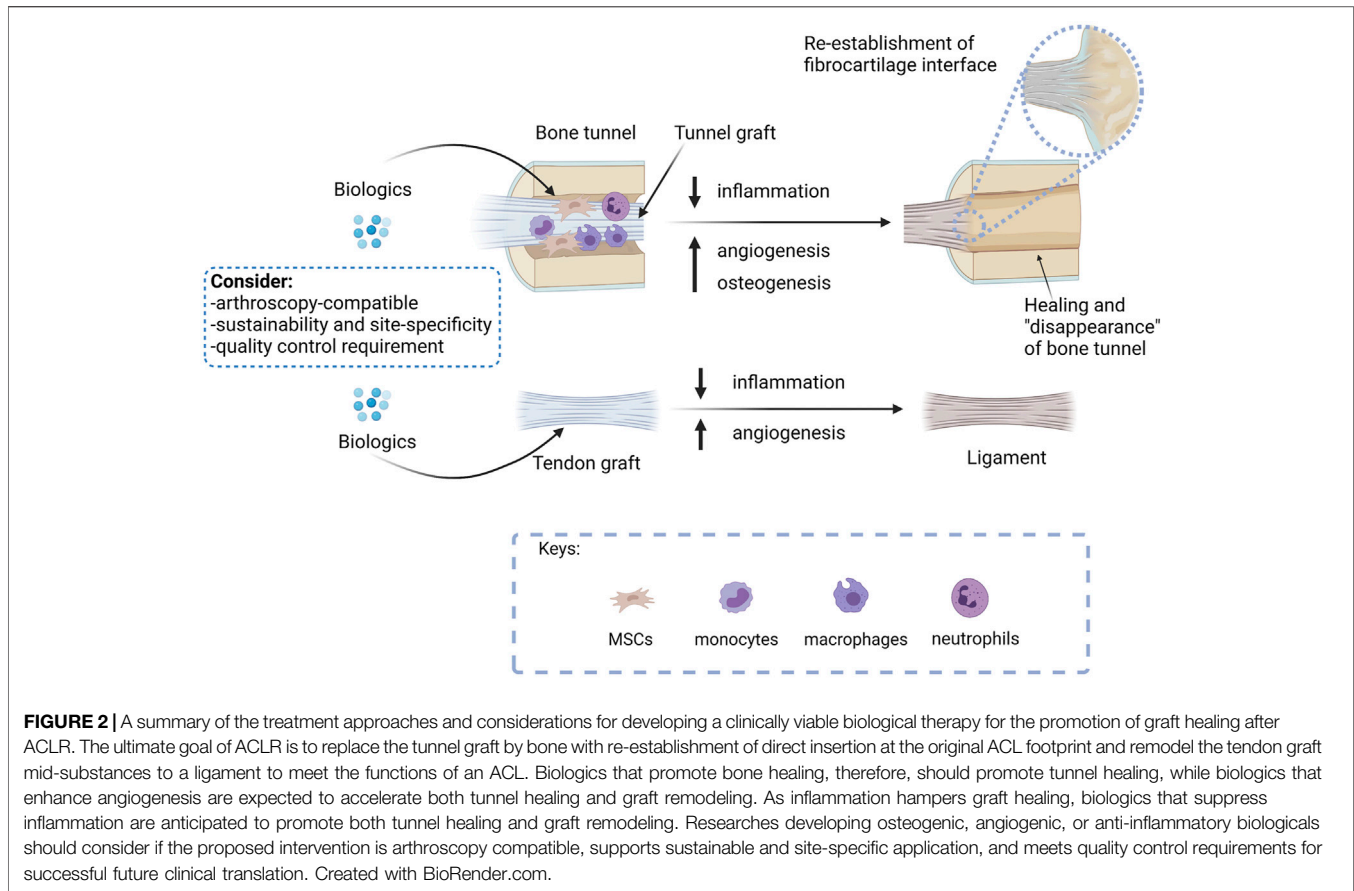 Re-establishment of
fibrocartilage interface
Bone tunnel
Tunnel graft
Biologics
inflammation
angiogenesis
osteogenesis
Consider:
-arthroscopy-compatible
-sustainability and site-specificity
-quality control requirement
Healing and
"disappearance"
of bone tunnel
Biologics
Tendon graft
inflammation
angiogenesis
Ligament
Keys:
MSCs
monocytes
macrophages
neutrophils
FIGURE 2 | A summary of the treatment approaches and considerations for developing a clinically viable biological therapy for the promotion of graft healing after
ACLR. The ultimate goal of ACLR is to replace the tunnel graft by bone with re-establishment of direct insertion at the original ACL footprint and remodel the tendon graft
mid-substances to a ligament to meet the functions of an ACL. Biologics that promote bone healing, therefore, should promote tunnel healing, while biologics that
enhance angiogenesis are expected to accelerate both tunnel healing and graft remodeling. As inflammation hampers graft healing, biologics that suppress
inflammation are anticipated to promote both tunnel healing and graft remodeling. Researches developing osteogenic, angiogenic, or anti-inflammatory biologicals
should consider if the proposed intervention is arthroscopy compatible, supports sustainable and site-specific application, and meets quality control requirements for
successful future clinical translation. Created with BioRender.com.